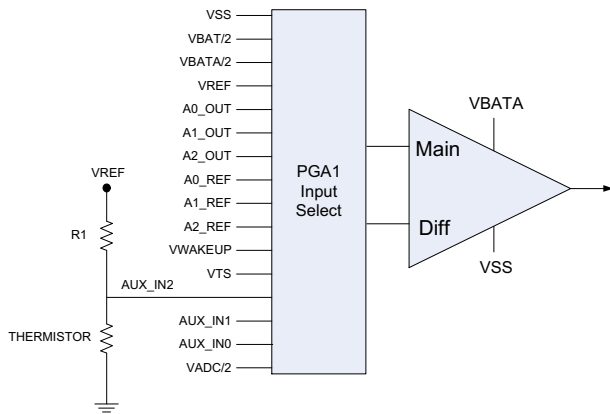 VSS
VBAT/2
VBATA/2
VREF
A0_OUT
A1_OUT
A2_OUT
A0_REF
A1_REF
A2_REF
VWAKEUP
VTS
AUX_IN2
AUX_IN1
AUX_IN0
VADC/2
VREF
R1
THERMISTOR
PGA1
Input
Select
Main
Diff
VBATA
VSS